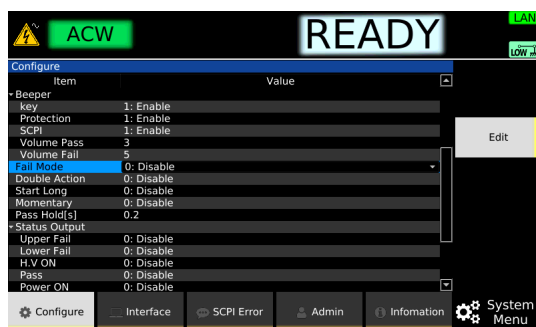 LAN
ACW
READY
LOW
Configure
Item Value
Beeper
key 1: Enable
Protection 1: Enable
SCPI 1: Enable
Volume Pass 3
Volume Fail 5
Edit
Fail Mode 0: Disable
Double Action 0: Disable
Start Long 0: Disable
Momentary 0: Disable
Pass Hold[s] 0.2
Status Output
Upper Fail 0: Disable
Lower Fail 0: Disable
H.V ON 0: Disable
Pass 0: Disable
Power ON 0: Disable
Configure Interface SCPI Error Admin Infomation System
Menu